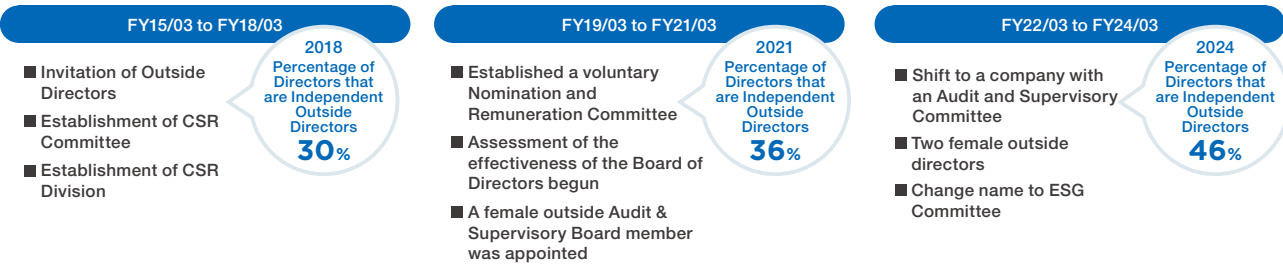 FY15/03 to FY18/03
■ Invitation of Outside
Directors
■ Establishment of CSR
Committee
■ Establishment of CSR
Division
2018
Percentage of
Directors that
are Independent
Outside
Directors
30%
FY19/03 to FY21/03
■ Established a voluntary
Nomination and
Remuneration Committee
■ Assessment of the
effectiveness of the Board of
Directors begun
■ A female outside Audit &
Supervisory Board member
was appointed
2021
Percentage of
Directors that
are Independent
Outside
Directors
36%
FY22/03 to FY24/03
■ Shift to a company with
an Audit and Supervisory
Committee
■ Two female outside
directors
■ Change name to ESG
Committee
2024
Percentage of
Directors that
are Independent
Outside
Directors
46%